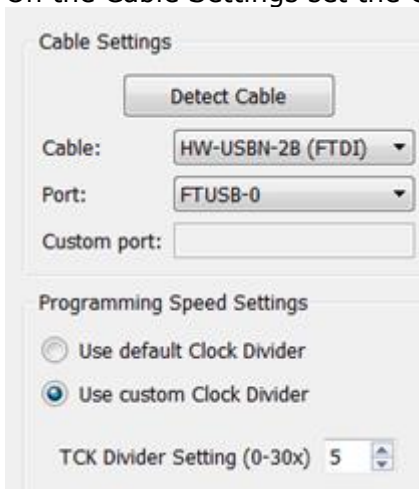 Cable Settings
Detect Cable
Cable: HW-USBN-2B (FTDI)
Port: FTUSB-0
Custom port:
Programming Speed Settings
Use default Clock Divider
Use custom Clock Divider
TCK Divider Setting (0-30x) 5